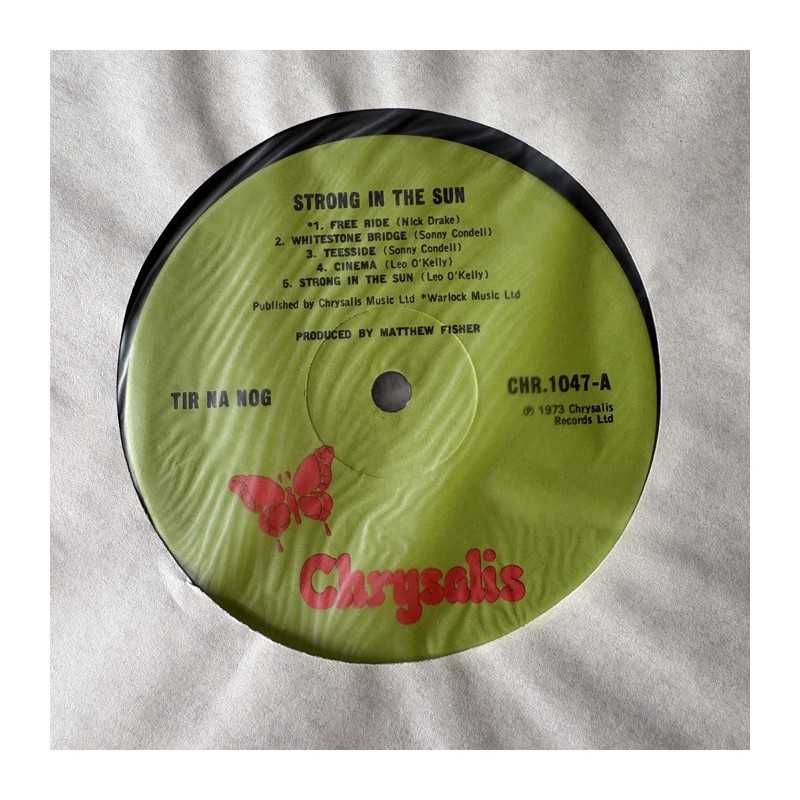 STRONG IN THE SUN
*1. FREE RIDE (Nick Drake)
2. WHITESTONE BRIDGE (Sonny Condell)
3. TEESSIDE (Sonny Condell)
4. CINEMA (Leo O'Kelly)
5. STRONG IN THE SUN (Leo O'Kelly)
Published by Chrysalis Music Ltd *Warlock Music Ltd
PRODUCED BY MATTHEW FISHER
TIR NA NOG
CHR.1047-A
℗ 1973 Chrysalis
Records Ltd
Chrysalis